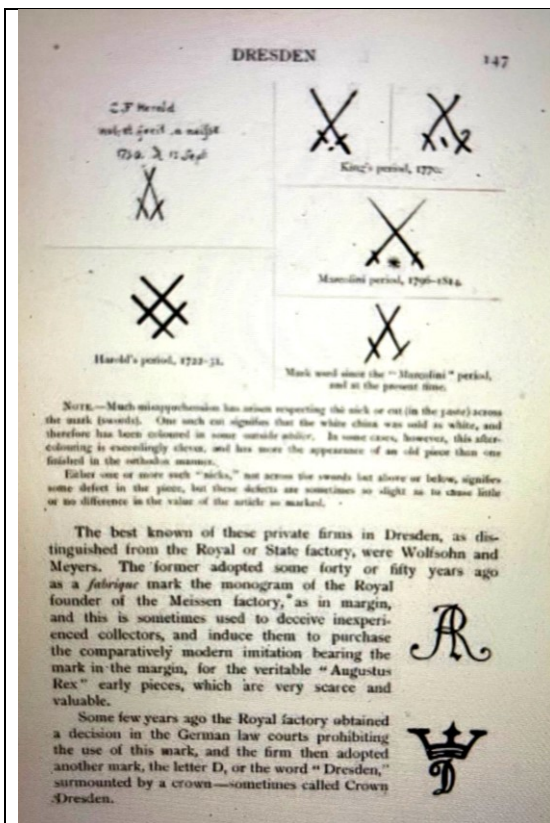 DRESDEN
147
C F Herold
King's period, 1770.
Marcolini period, 1796–1814.
Harold's period, 1722–31.
Mark used since the "Marcolini" period,
and at the present time.
NOTE.—Much misapprehension has arisen respecting the nick or cut (in the paste) across
the mark (swords). One such cut signifies that the white china was sold as white, and
therefore has been coloured in some outside atelier. In some cases, however, this after-
colouring is exceedingly clever, and has more the appearance of an old piece than one
finished in the orthodox manner.
Either one or more such "nicks," not across the swords but above or below, signifies
some defect in the piece, but these defects are sometimes so slight as to cause little
or no difference in the value of the article so marked.
The best known of these private firms in Dresden, as dis-
tinguished from the Royal or State factory, were Wolfsohn and
Meyers. The former adopted some forty or fifty years ago
as a fabrique mark the monogram of the Royal
founder of the Meissen factory, as in margin,
and this is sometimes used to deceive inexperi-
enced collectors, and induce them to purchase
the comparatively modern imitation bearing the
mark in the margin, for the veritable "Augustus
Rex" early pieces, which are very scarce and
valuable.
AR
Some few years ago the Royal factory obtained
a decision in the German law courts prohibiting
the use of this mark, and the firm then adopted
another mark, the letter D, or the word "Dresden,"
surmounted by a crown—sometimes called Crown
Dresden.
D